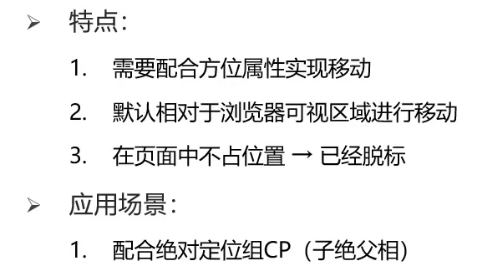 ➢ 特点：
1. 需要配合方位属性实现移动
2. 默认相对于浏览器可视区域进行移动
3. 在页面中不占位置 → 已经脱标
➢ 应用场景：
1. 配合绝对定位组CP（子绝父相）